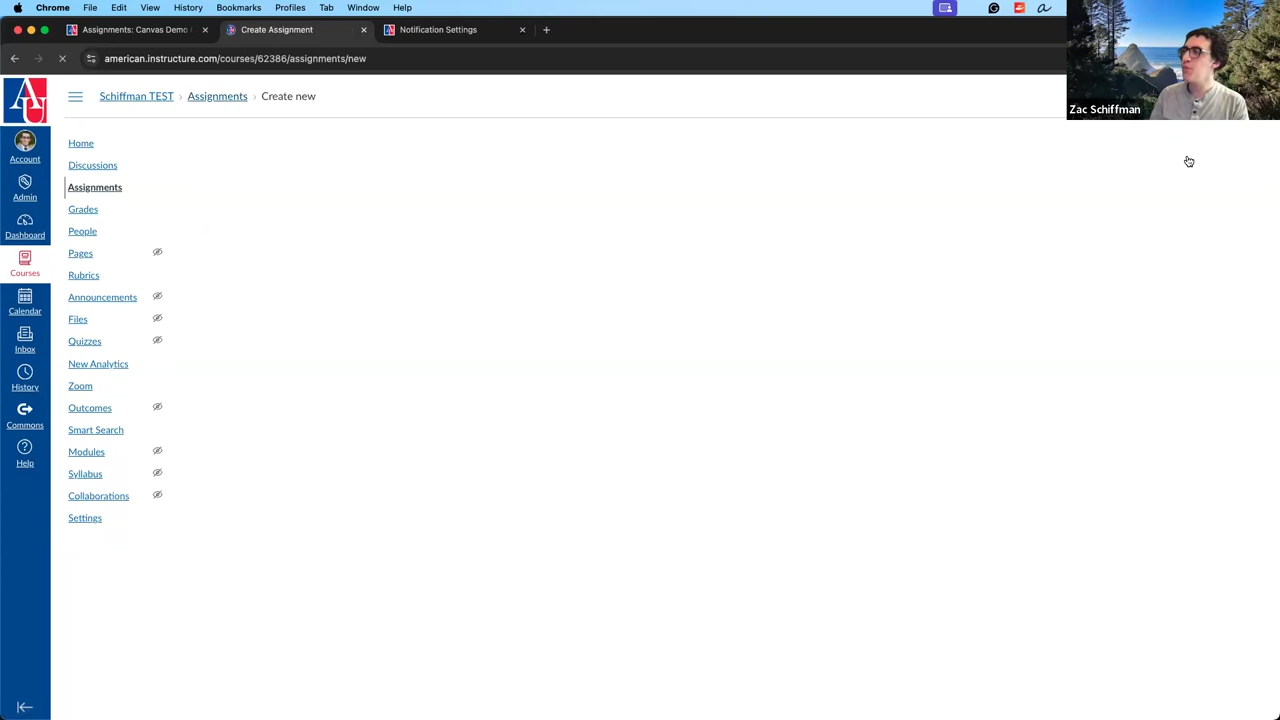 Chrome File Edit View History Bookmarks Profiles Tab Window Help
Assignments: Canvas Demo
Create Assignment
Notification Settings
american.instructure.com/courses/62386/assignments/new
Zac Schiffman
AU
Schiffman TEST › Assignments › Create new
Account
Admin
Dashboard
Courses
Calendar
Inbox
History
Commons
Help
Home
Discussions
Assignments
Grades
People
Pages
Rubrics
Announcements
Files
Quizzes
New Analytics
Zoom
Outcomes
Smart Search
Modules
Syllabus
Collaborations
Settings